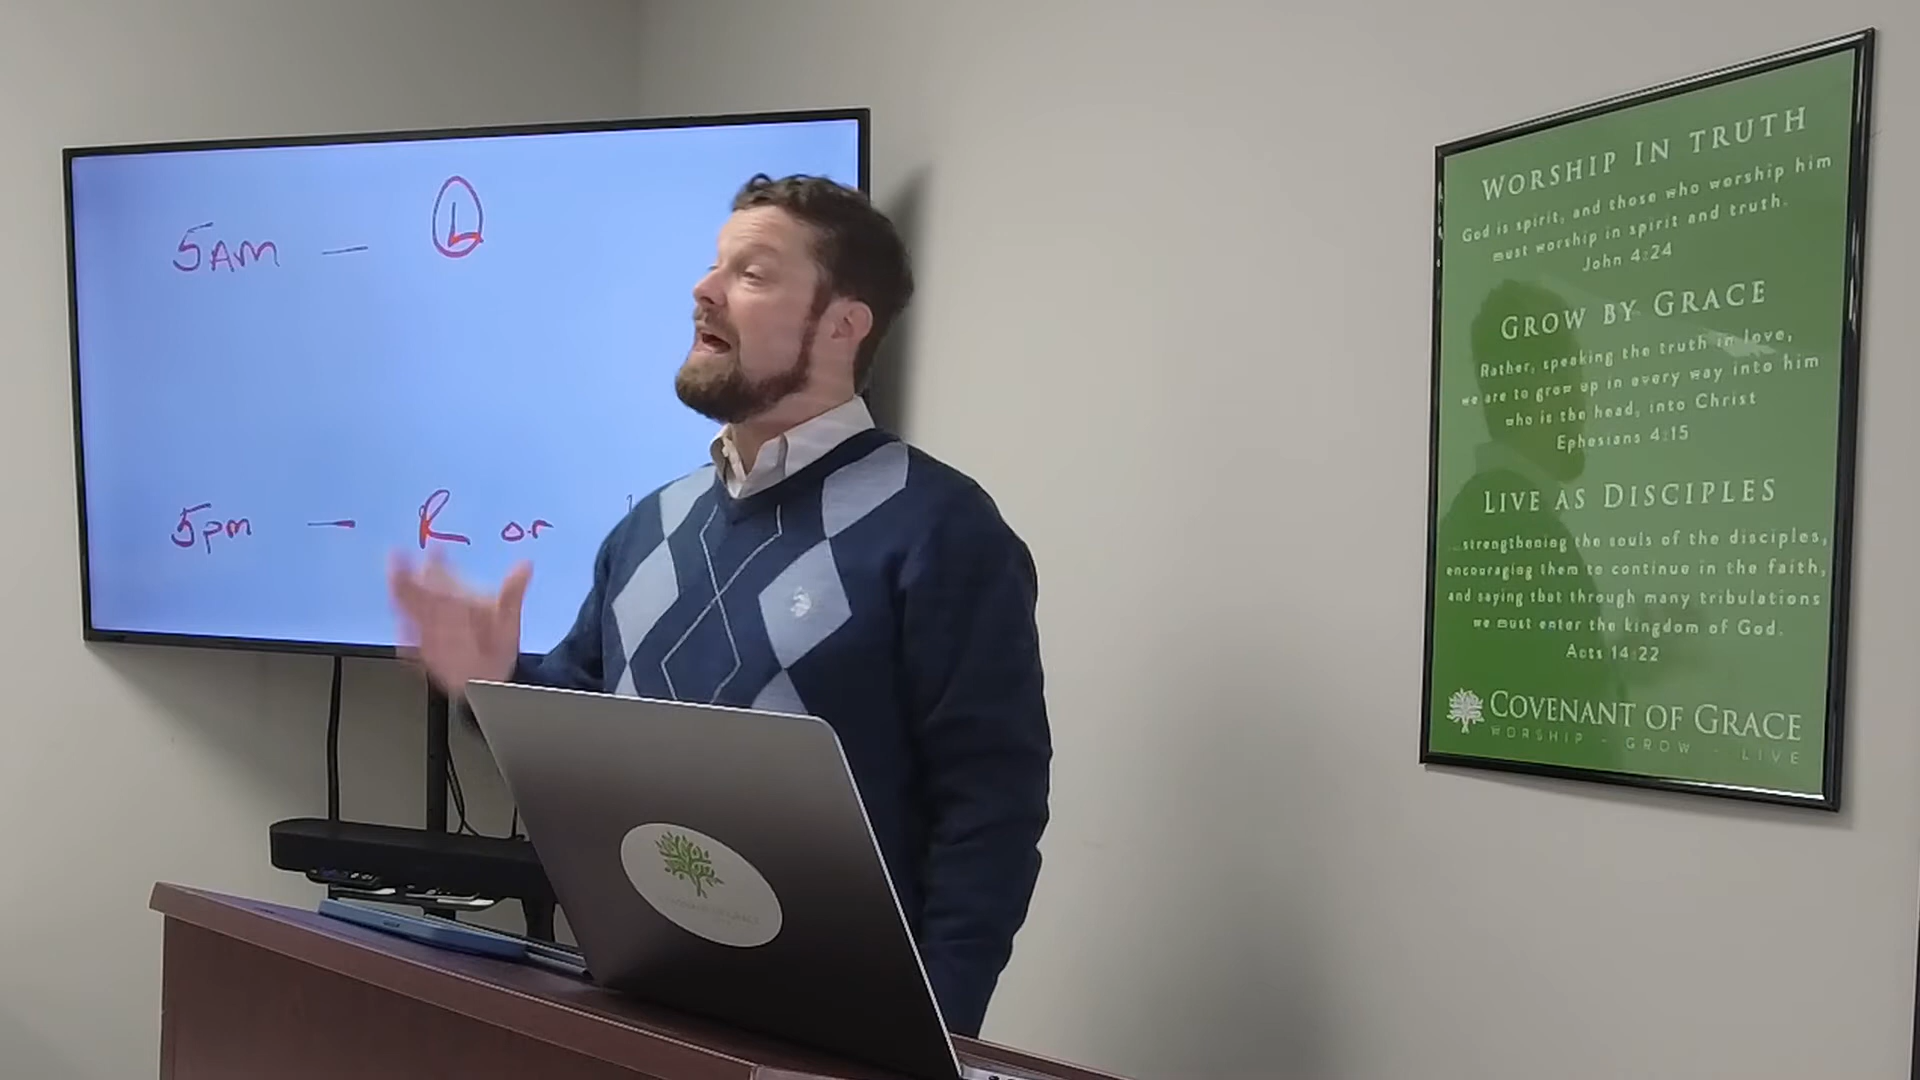 5AM — L
5pm — R or
WORSHIP IN TRUTH
God is spirit, and those who worship him
must worship in spirit and truth.
John 4:24
GROW BY GRACE
Rather, speaking the truth in love,
we are to grow up in every way into him
who is the head, into Christ
Ephesians 4:15
LIVE AS DISCIPLES
...strengthening the souls of the disciples,
encouraging them to continue in the faith,
and saying that through many tribulations
we must enter the kingdom of God.
Acts 14:22
COVENANT OF GRACE
WORSHIP - GROW - LIVE